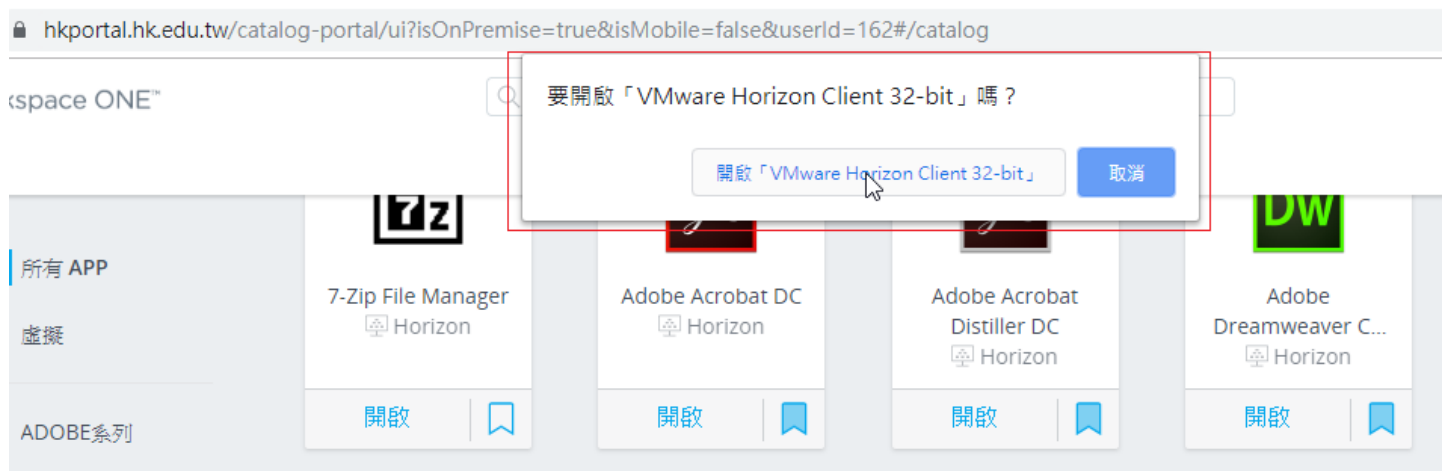 hkportal.hk.edu.tw/catalog-portal/ui?isOnPremise=true&isMobile=false&userId=162#/catalog
kspace ONE™
要開啟「VMware Horizon Client 32-bit」嗎？
開啟「VMware Horizon Client 32-bit」
取消
所有 APP
虛擬
ADOBE系列
7z
7-Zip File Manager
Horizon
開啟
Adobe Acrobat DC
Horizon
開啟
Adobe Acrobat
Distiller DC
Horizon
開啟
DW
Adobe
Dreamweaver C...
Horizon
開啟